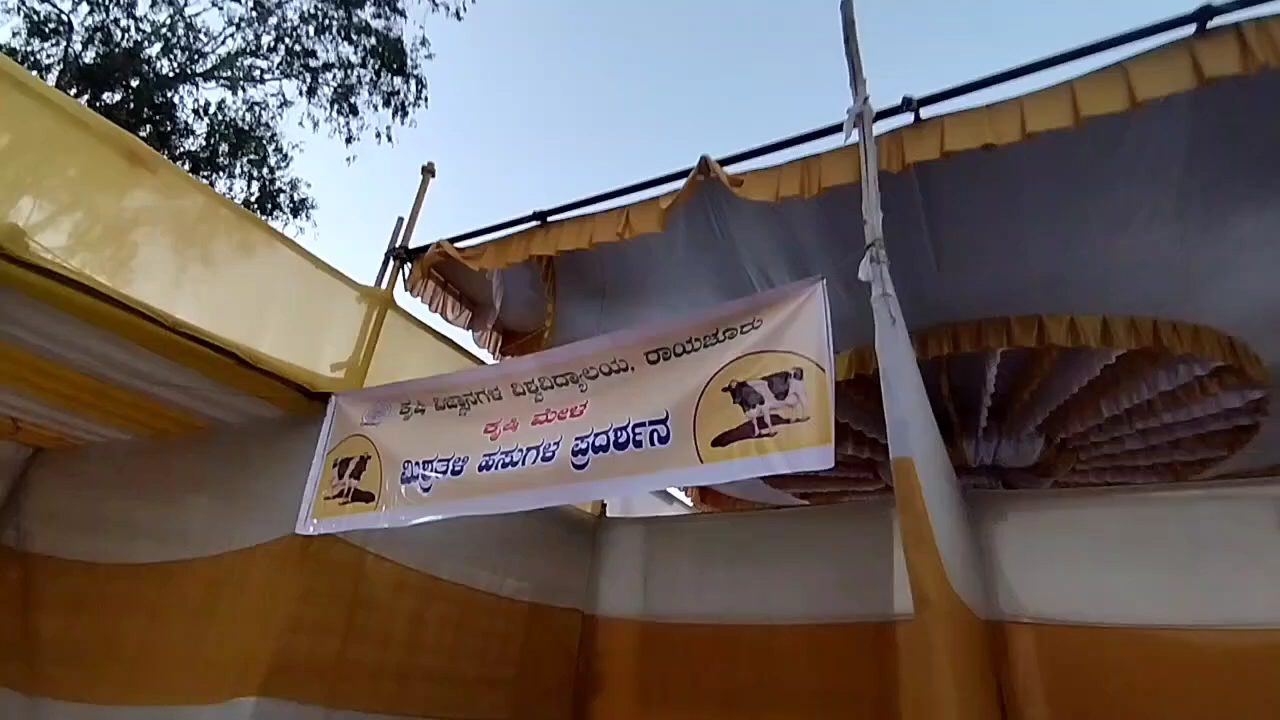 ಕೃಷಿ ವಿಜ್ಞಾನಗಳ ವಿಶ್ವವಿದ್ಯಾಲಯ, ರಾಯಚೂರು
ಕೃಷಿ ಮೇಳ
ಮಿಶ್ರತಳಿ ಹಸುಗಳ ಪ್ರದರ್ಶನ